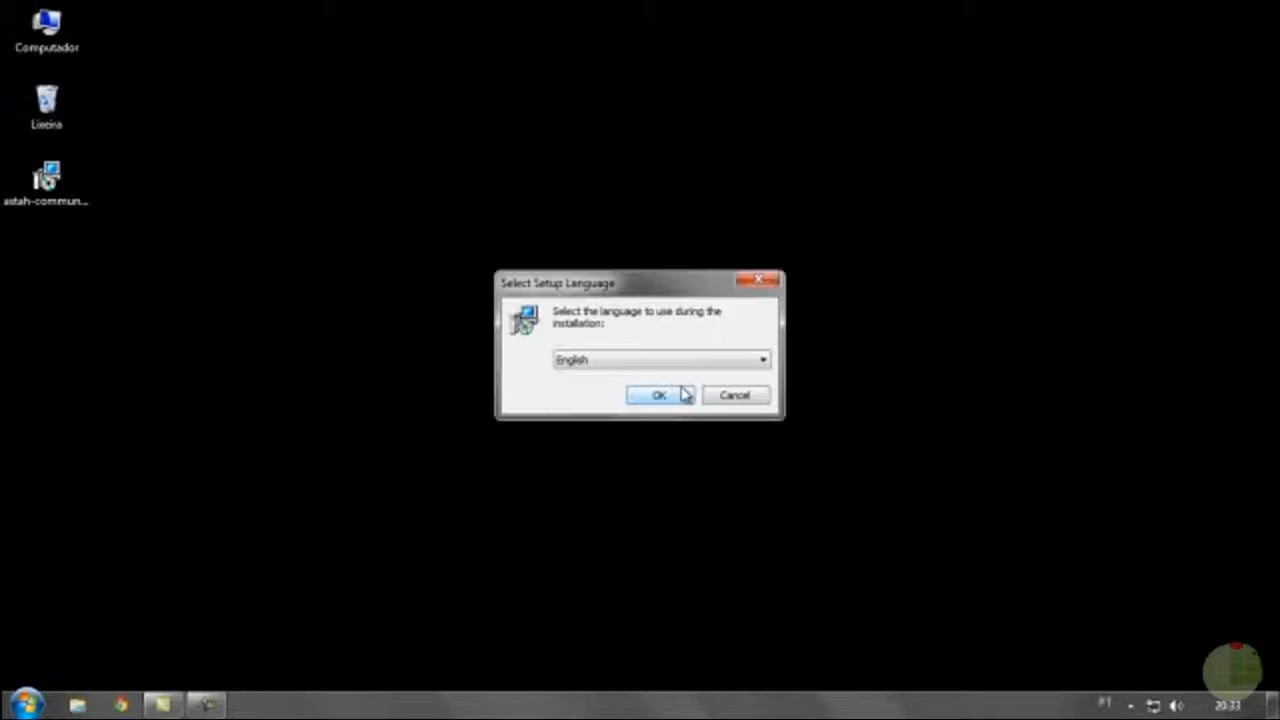 Computador
Lixeira
astah-commun...
Select Setup Language
Select the language to use during the
installation:
English
OK
Cancel
PT
20:33